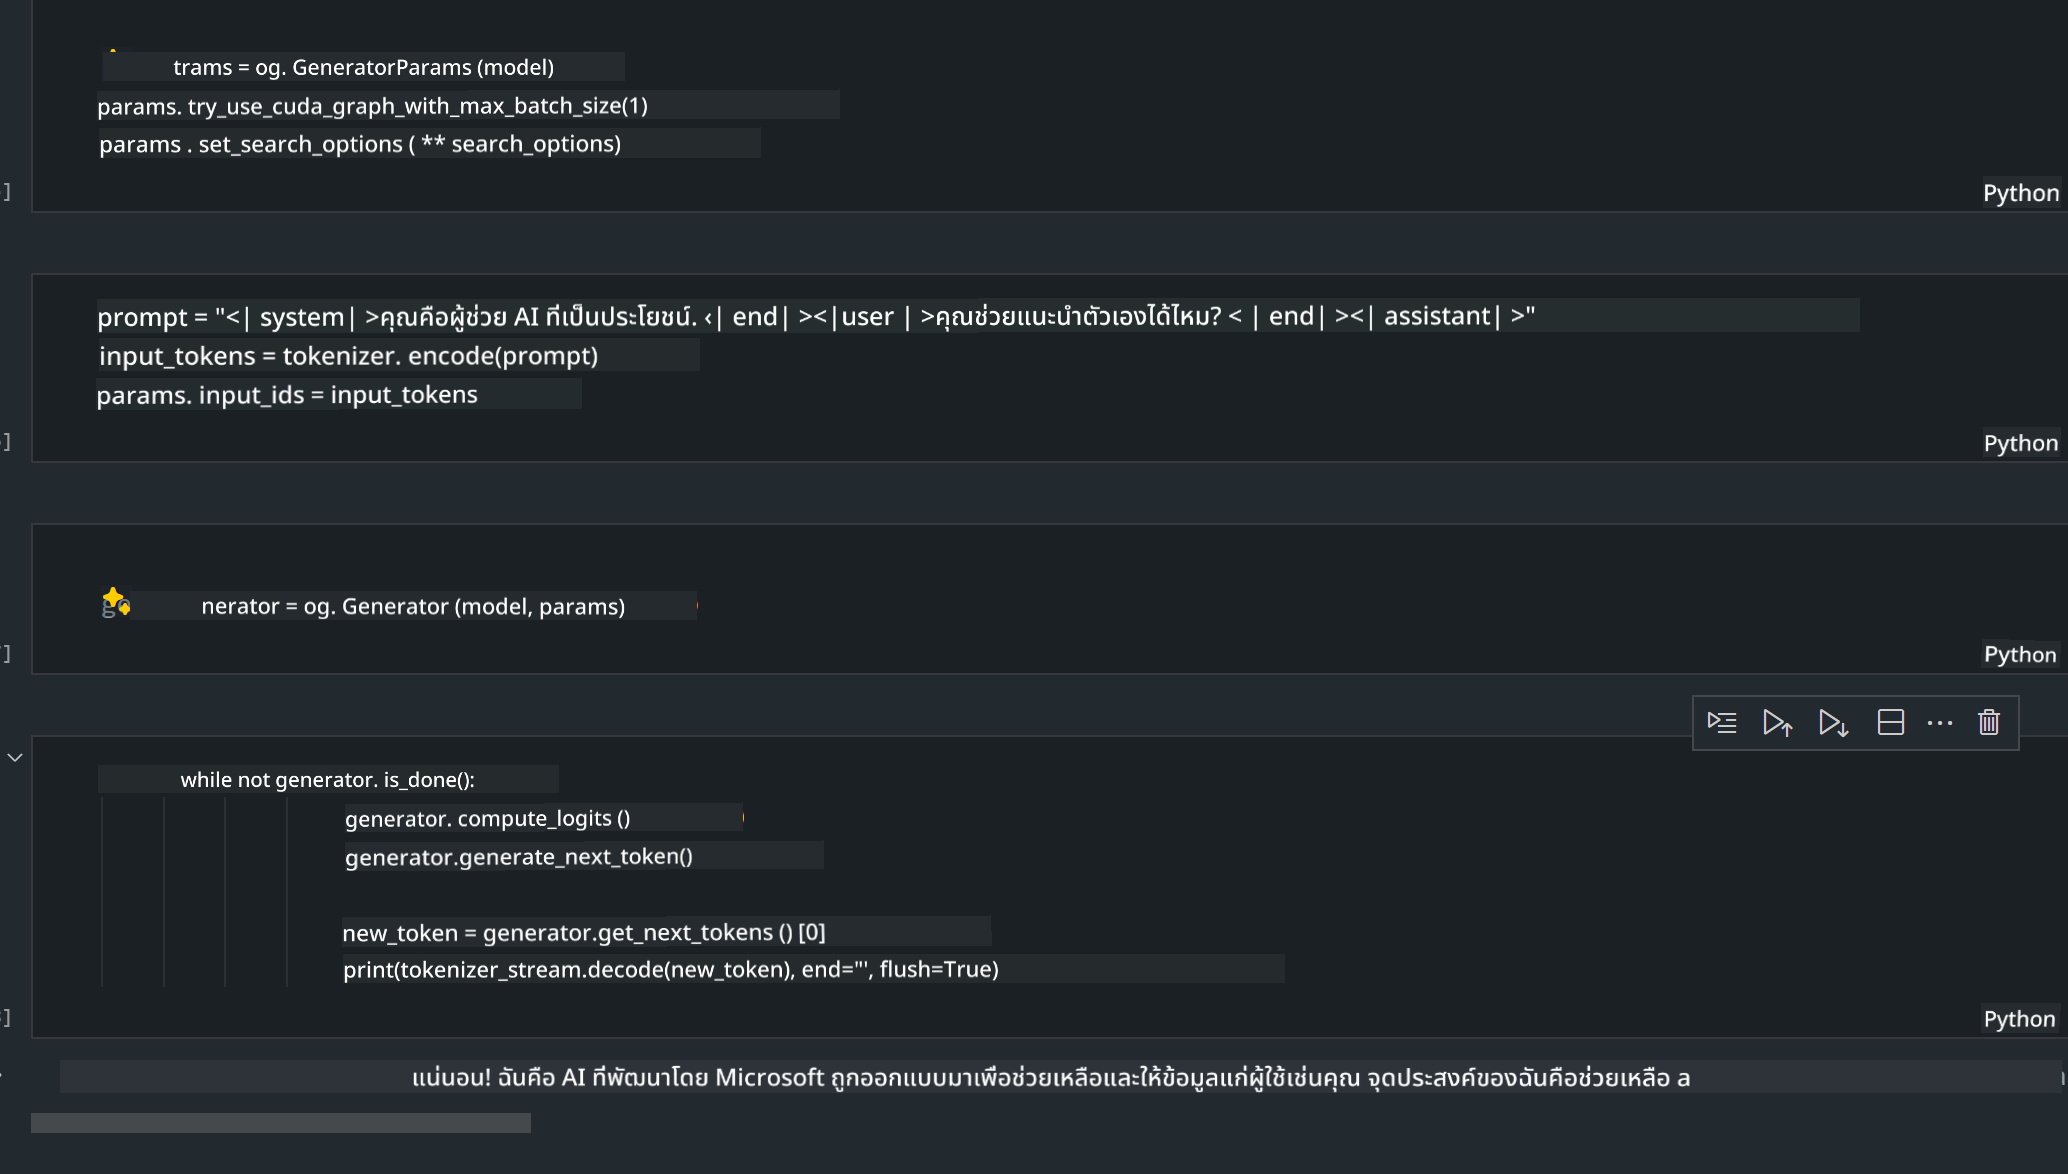 trams = og. GeneratorParams (model)
params. try_use_cuda_graph_with_max_batch_size(1)
params . set_search_options ( ** search_options)
]
Python
prompt = "<| system| >คุณคือผู้ช่วย AI ที่เป็นประโยชน์. ‹| end| ><|user | >คุณช่วยแนะนำตัวเองได้ไหม? < | end| ><| assistant| >"
input_tokens = tokenizer. encode(prompt)
params. input_ids = input_tokens
]
Python
nerator = og. Generator (model, params)
]
Python
while not generator. is_done():
generator. compute_logits ()
generator.generate_next_token()
new_token = generator.get_next_tokens () [0]
print(tokenizer_stream.decode(new_token), end="', flush=True)
]
Python
แน่นอน! ฉันคือ AI ที่พัฒนาโดย Microsoft ถูกออกแบบมาเพื่อช่วยเหลือและให้ข้อมูลแก่ผู้ใช้เช่นคุณ จุดประสงค์ของฉันคือช่วยเหลือ a